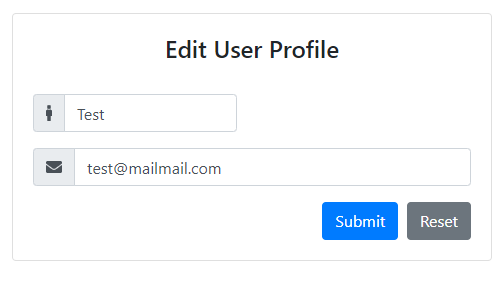 Edit User Profile
Test
test@mailmail.com
Submit Reset